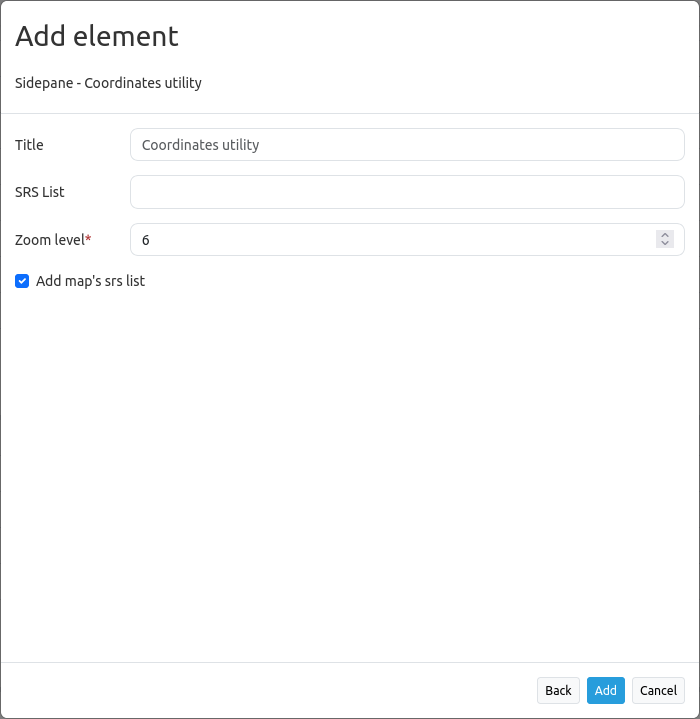 Add element
Sidepane - Coordinates utility
Title
Coordinates utility
SRS List
Zoom level*
6
Add map's srs list
Back Add Cancel